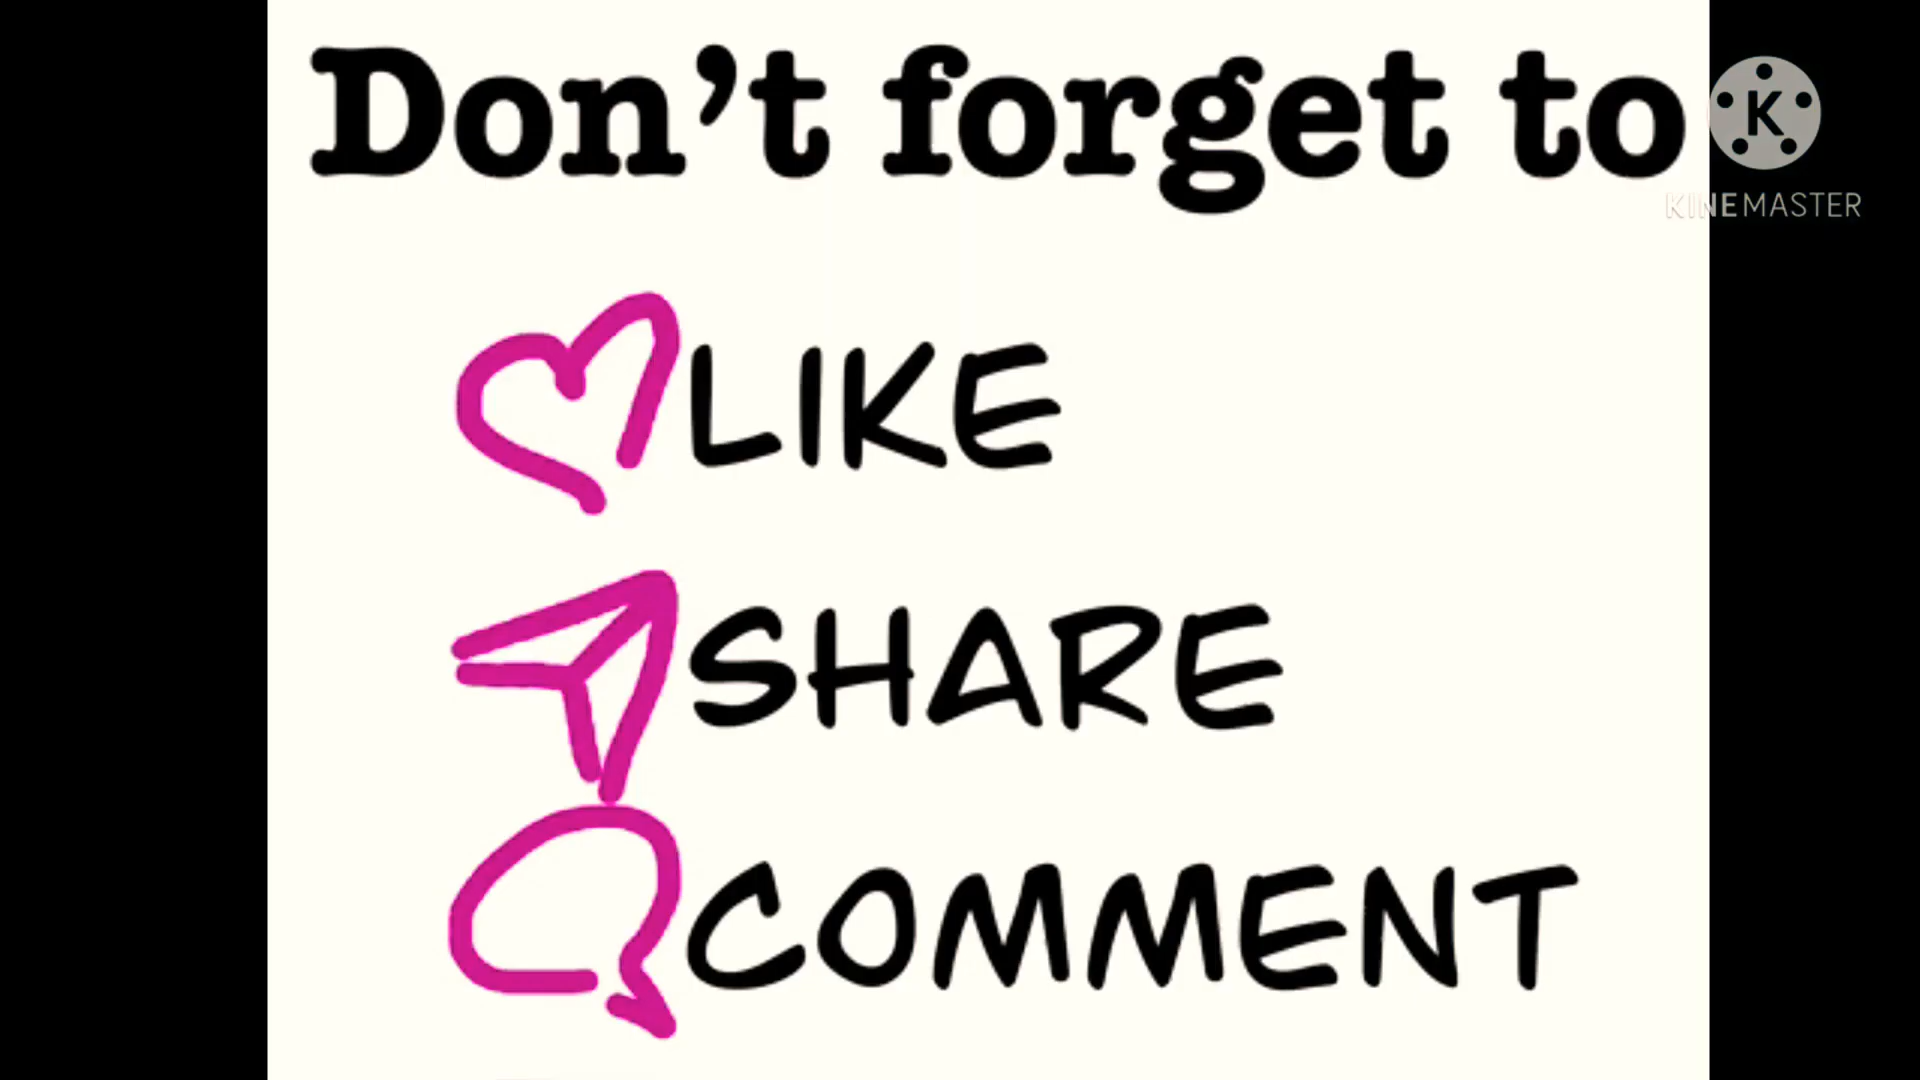 Don't forget to
K
KINEMASTER
LIKE
SHARE
COMMENT